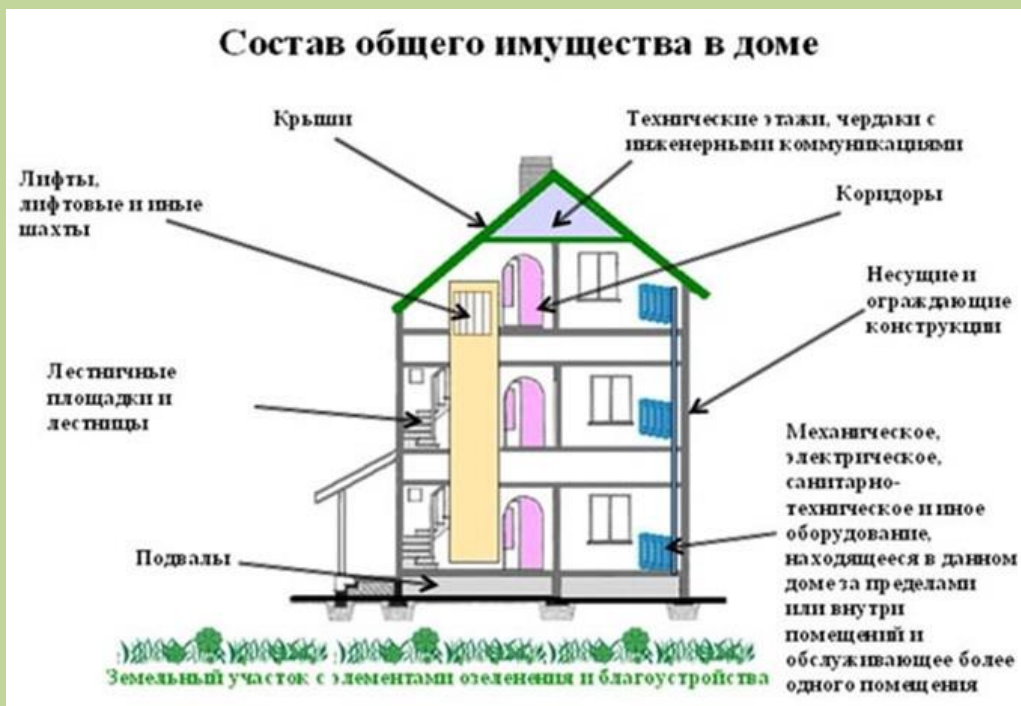 Состав общего имущества в доме
Крыши
Технические этажи, чердаки с
инженерными коммуникациями
Лифты,
лифтовые и иные
шахты
Коридоры
Несущие и
ограждающие
конструкции
Лестничные
площадки и
лестницы
Механическое,
электрическое,
санитарно-
техническое и иное
оборудование,
находящееся в данном
доме за пределами
или внутри
помещений и
обслуживающее более
одного помещения
Подвалы
Земельный участок с элементами озеленения и благоустройства